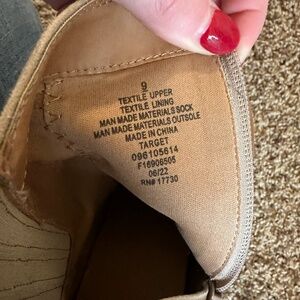 9
TEXTILE UPPER
TEXTILE LINING
MAN MADE MATERIALS SOCK
MAN MADE MATERIALS OUTSOLE
MADE IN CHINA
TARGET
096105614
F16906505
06/22
RN# 17730